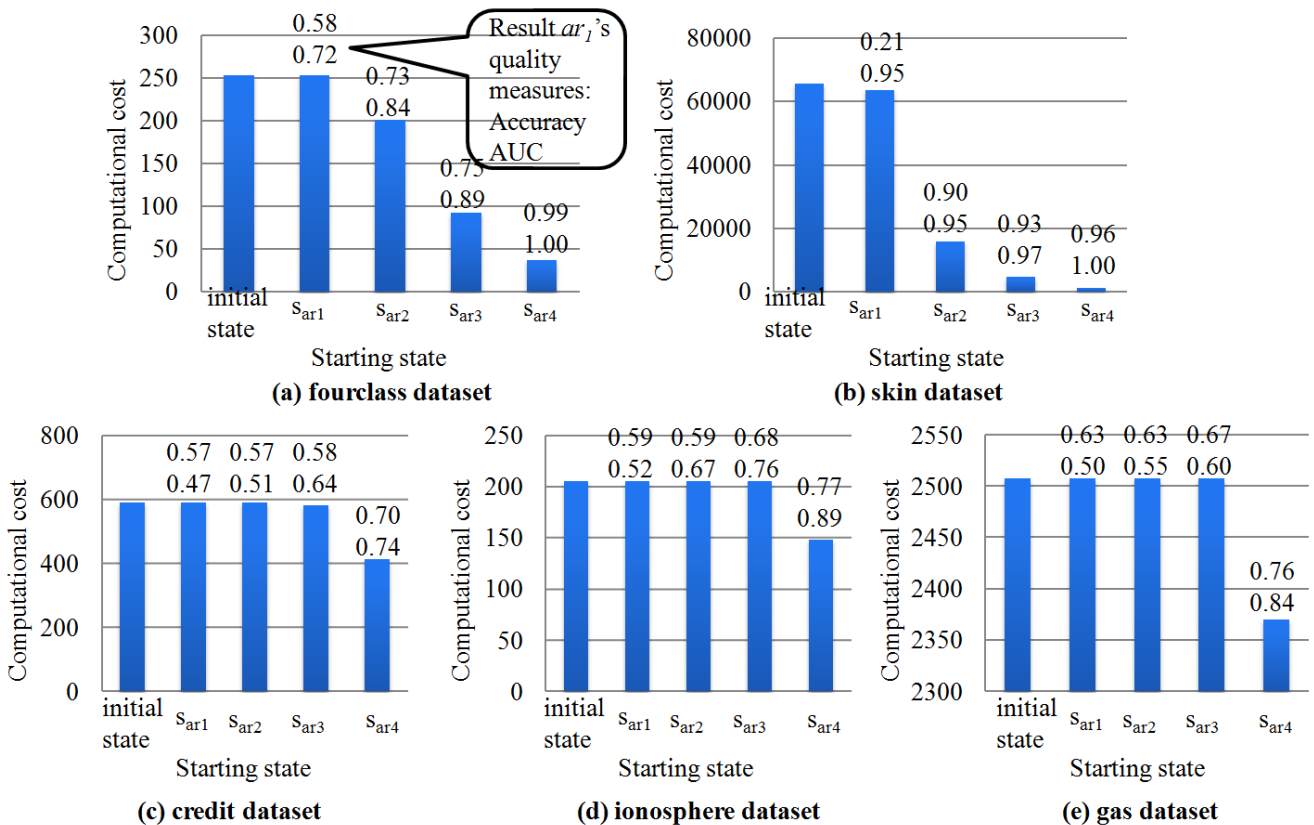 Computational cost
300
250
200
150
100
50
0
0.58
0.72
0.73
0.84
0.75
0.89
0.99
1.00
Result ar1's
quality
measures:
Accuracy
AUC
initial
state
sar1
sar2
sar3
sar4
Starting state
(a) fourclass dataset
Computational cost
80000
60000
40000
20000
0
0.21
0.95
0.90
0.95
0.93
0.97
0.96
1.00
initial
state
sar1
sar2
sar3
sar4
Starting state
(b) skin dataset
Computational cost
800
600
400
200
0
0.57
0.47
0.57
0.51
0.58
0.64
0.70
0.74
initial
state
sar1
sar2
sar3
sar4
Starting state
(c) credit dataset
Computational cost
250
200
150
100
50
0
0.59
0.52
0.59
0.67
0.68
0.76
0.77
0.89
initial
state
sar1
sar2
sar3
sar4
Starting state
(d) ionosphere dataset
Computational cost
2550
2500
2450
2400
2350
2300
0.63
0.50
0.63
0.55
0.67
0.60
0.76
0.84
initial
state
sar1
sar2
sar3
sar4
Starting state
(e) gas dataset